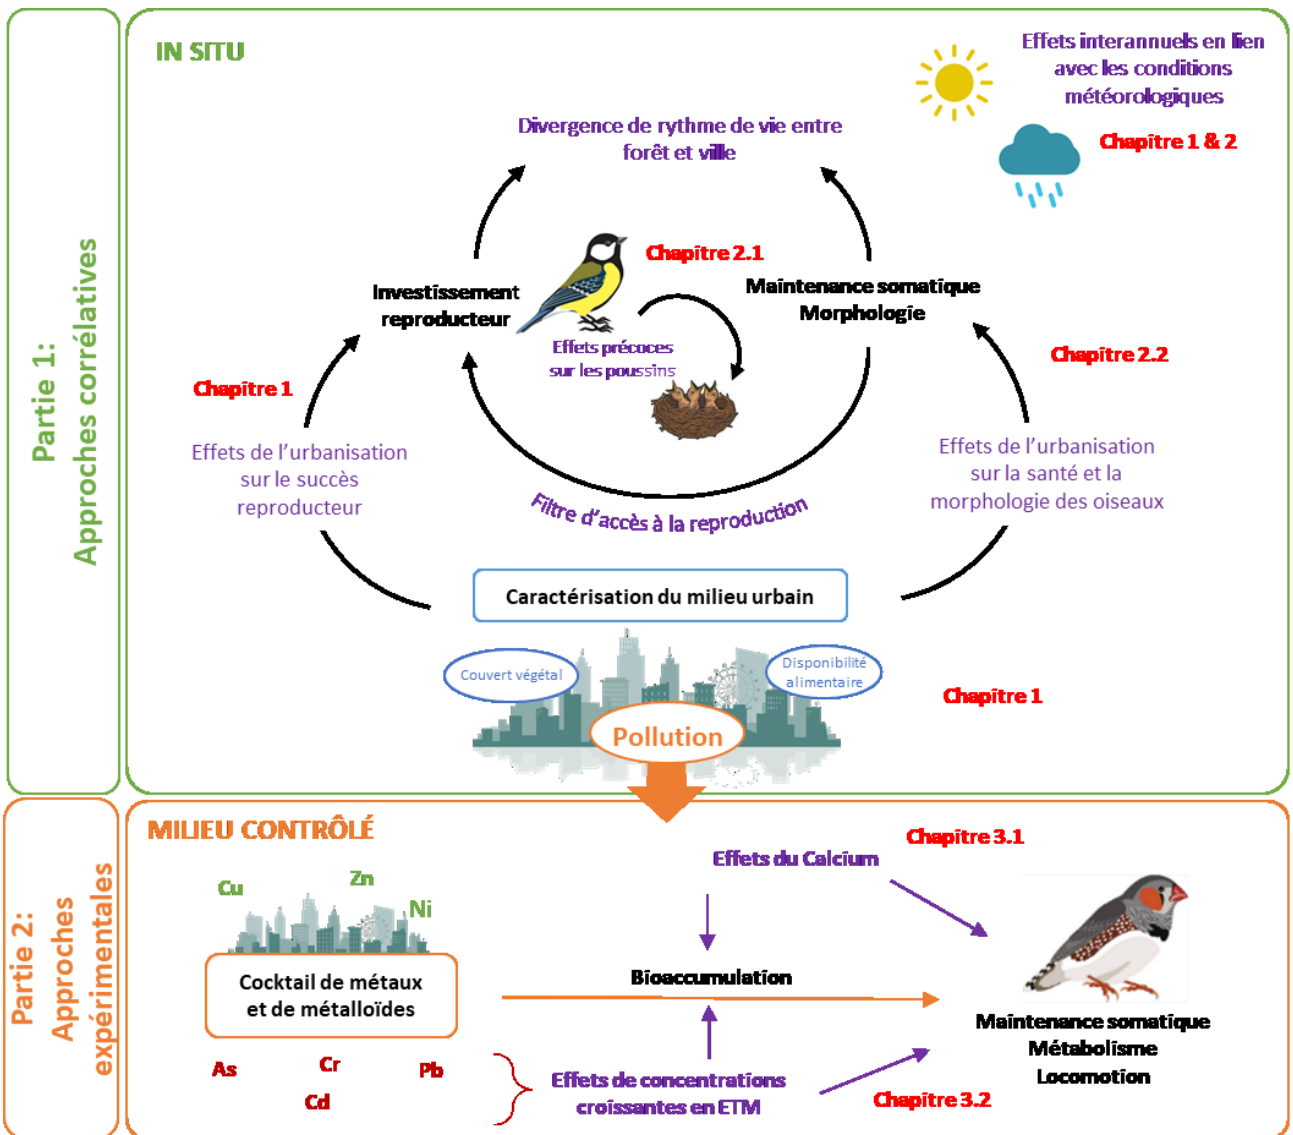 Partie 1:
Approches corrélatives
IN SITU
Effets interannuels en lien
avec les conditions
météorologiques
Chapitre 1 & 2
Divergence de rythme de vie entre
forêt et ville
Chapitre 2.1
Investissement
reproducteur
Maintenance somatique
Morphologie
Effets précoces
sur les poussins
Chapitre 2.2
Chapitre 1
Effets de l'urbanisation
sur le succès
reproducteur
Effets de l'urbanisation
sur la santé et la
morphologie des oiseaux
Filtre d'accès à la reproduction
Caractérisation du milieu urbain
Couvert végétal
Disponibilité
alimentaire
Chapitre 1
Pollution
Partie 2:
Approches
expérimentales
MILIEU CONTRÔLÉ
Chapitre 3.1
Effets du Calcium
Cu
Zn
Ni
Cocktail de métaux
et de métalloïdes
Bioaccumulation
Maintenance somatique
Métabolisme
Locomotion
As
Cr
Pb
Cd
Effets de concentrations
croissantes en ETM
Chapitre 3.2